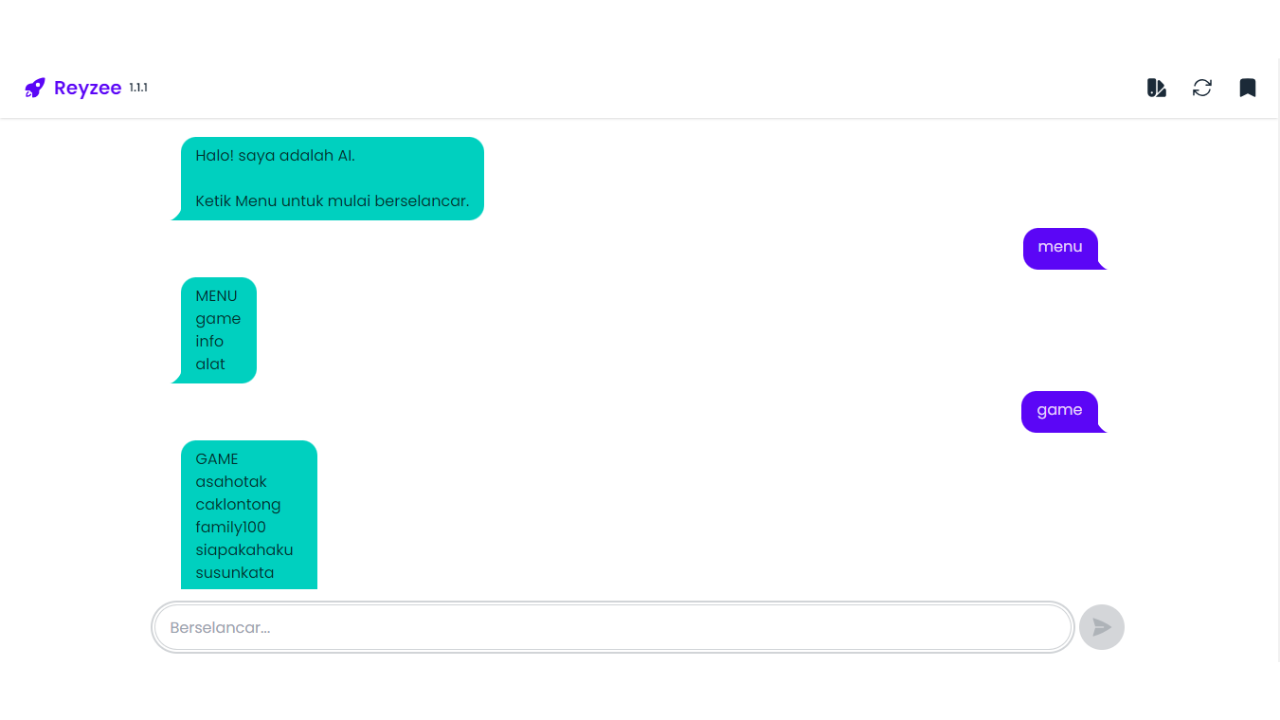 Reyzee 1.1.1
Halo! saya adalah AI.
Ketik Menu untuk mulai berselancar.
menu
MENU
game
info
alat
game
GAME
asahotak
caklontong
family100
siapakahaku
susunkata
Berselancar...